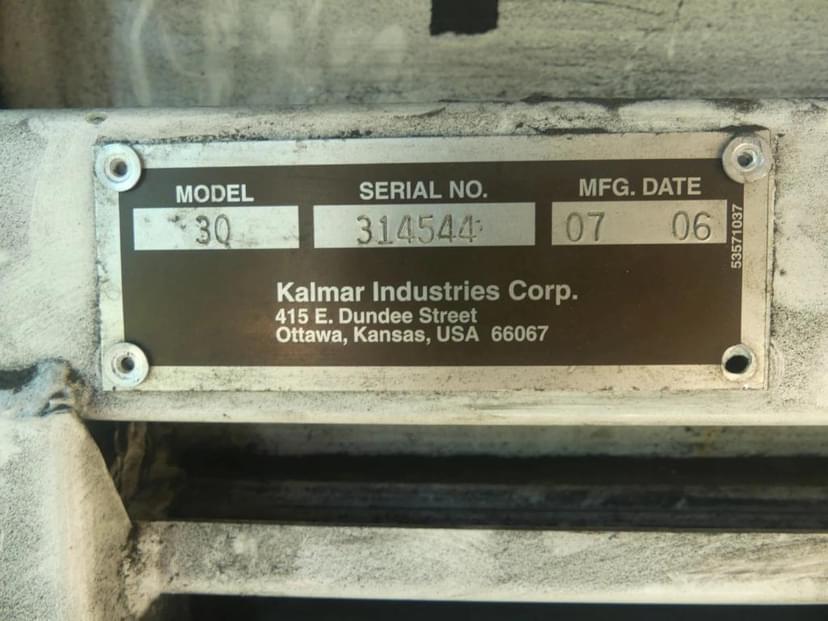 MODEL SERIAL NO. MFG. DATE
30 314544 07 06
53571037
Kalmar Industries Corp.
415 E. Dundee Street
Ottawa, Kansas, USA 66067